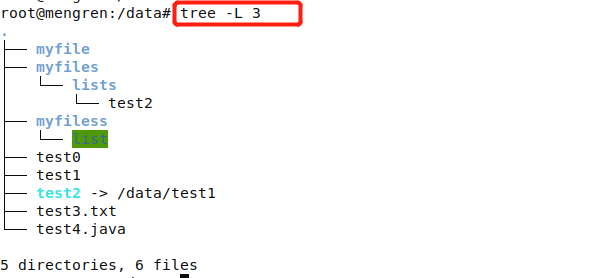 root@mengren:/data# tree -L 3
.
├── myfile
├── myfiles
│   └── lists
│       └── test2
├── myfiless
│   └── list
├── test0
├── test1
├── test2 -> /data/test1
├── test3.txt
└── test4.java
5 directories, 6 files